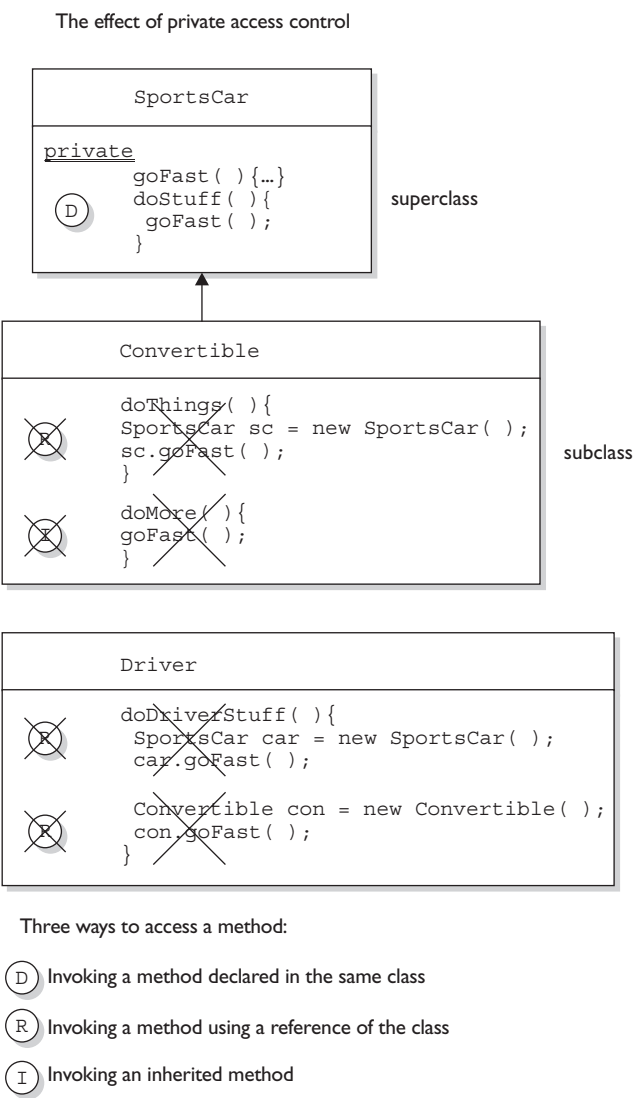 The effect of private access control
SportsCar
private
goFast( ){…}
D
doStuff( ){
goFast( );
}
superclass
Convertible
doThings( ){
R
SportsCar sc = new SportsCar( );
sc.goFast( );
}
subclass
doMore( ){
I
goFast( );
}
Driver
doDriverStuff( ){
R
SportsCar car = new SportsCar( );
car.goFast( );
Convertible con = new Convertible( );
R
con.goFast( );
}
Three ways to access a method:
D Invoking a method declared in the same class
R Invoking a method using a reference of the class
I Invoking an inherited method